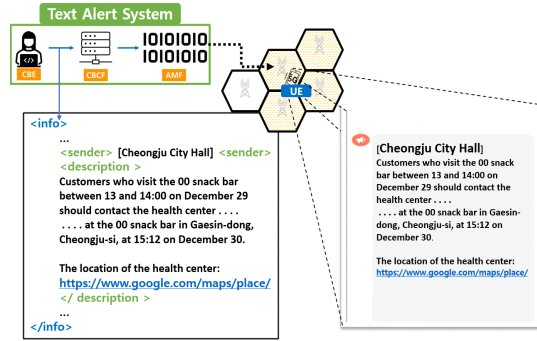 Text Alert System
CBE
CBCF
AMF
10101010
10101010
5G
UE
<info>
...
<sender> [Cheongju City Hall] <sender>
<description >
Customers who visit the 00 snack bar
between 13 and 14:00 on December 29
should contact the health center . . . .
. . . . at the 00 snack bar in Gaesin-dong,
Cheongju-si, at 15:12 on December 30.
The location of the health center:
https://www.google.com/maps/place/
</ description >
...
</info>
[Cheongju City Hall]
Customers who visit the 00 snack
bar between 13 and 14:00 on
December 29 should contact the
health center . . . .
. . . . at the snack bar in Gaesin-
dong, Cheongju-si, at 15:12 on
December 30.
The location of the health center:
https://www.google.com/maps/place/